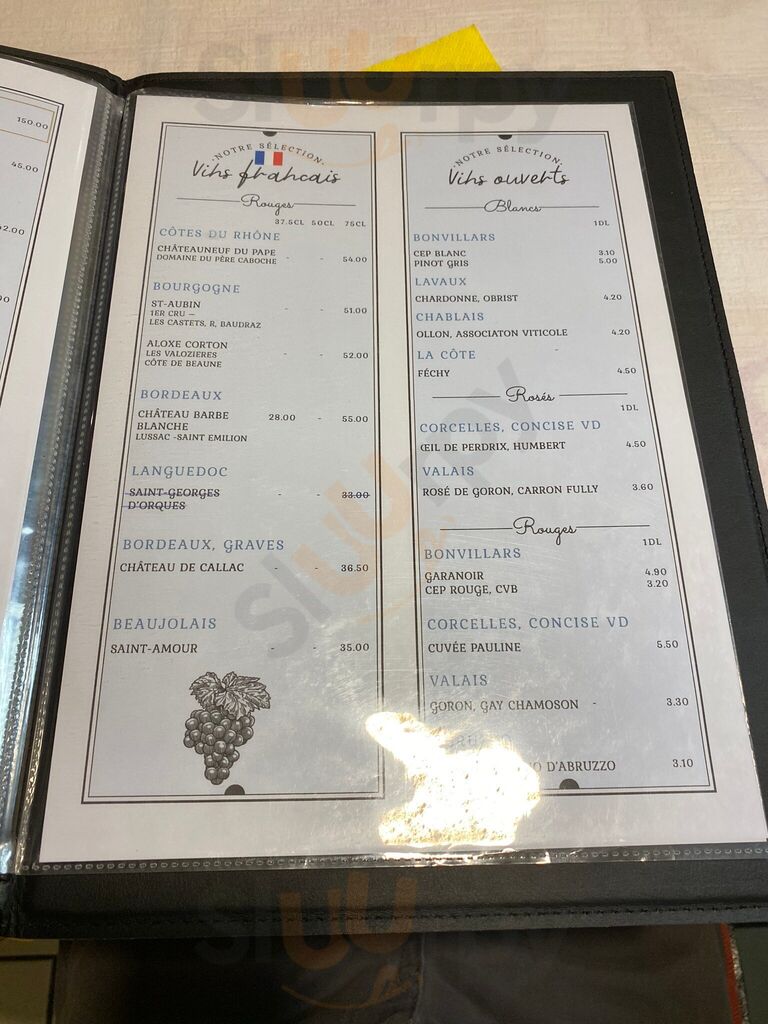 150.00
45.00
NOTRE SÉLECTION
Vins français
Rouges
37.5CL 50CL 75CL
CÔTES DU RHÔNE
CHÂTEAUNEUF DU PAPE
DOMAINE DU PÈRE CABOCHE - - 54.00
BOURGOGNE
ST-AUBIN
1ER CRU – - - 51.00
LES CASTETS, R, BAUDRAZ
ALOXE CORTON
LES VALOZIERES - - 52.00
CÔTE DE BEAUNE
BORDEAUX
CHÂTEAU BARBE 28.00 - 55.00
BLANCHE
LUSSAC -SAINT EMILION
LANGUEDOC
SAINT-GEORGES - - 33.00
D'ORQUES
BORDEAUX, GRAVES
CHÂTEAU DE CALLAC - - 36.50
BEAUJOLAIS
SAINT-AMOUR - - 35.00
NOTRE SÉLECTION
Vins ouverts
Blancs
1DL
BONVILLARS
CEP BLANC 3.10
PINOT GRIS 5.00
LAVAUX
CHARDONNE, OBRIST 4.20
CHABLAIS
OLLON, ASSOCIATON VITICOLE 4.20
LA CÔTE -
FÉCHY 4.50
Rosés
1DL
CORCELLES, CONCISE VD
ŒIL DE PERDRIX, HUMBERT 4.50
VALAIS
ROSÉ DE GORON, CARRON FULLY 3.60
Rouges
1DL
BONVILLARS
GARANOIR 4.90
CEP ROUGE, CVB 3.20
CORCELLES, CONCISE VD
CUVÉE PAULINE 5.50
VALAIS
GORON, GAY CHAMOSON - 3.30
D'ABRUZZO 3.10
sluurpy
sluurpy
sluurpy